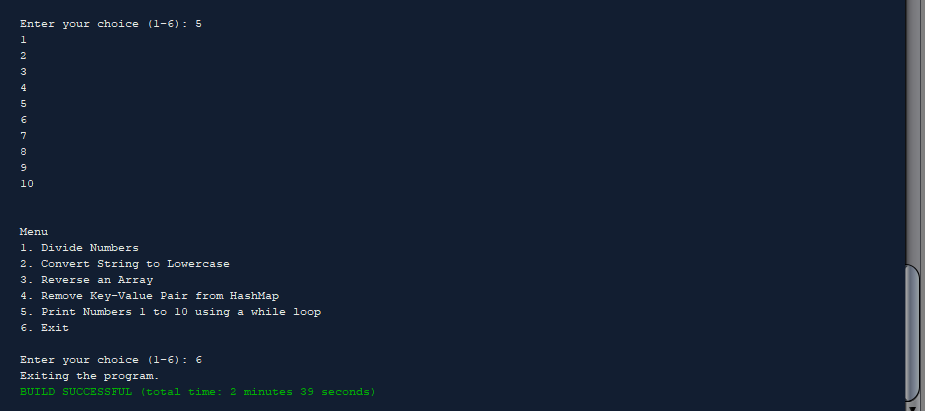 Enter your choice (1-6): 5
1
2
3
4
5
6
7
8
9
10
Menu
1. Divide Numbers
2. Convert String to Lowercase
3. Reverse an Array
4. Remove Key-Value Pair from HashMap
5. Print Numbers 1 to 10 using a while loop
6. Exit
Enter your choice (1-6): 6
Exiting the program.
BUILD SUCCESSFUL (total time: 2 minutes 39 seconds)